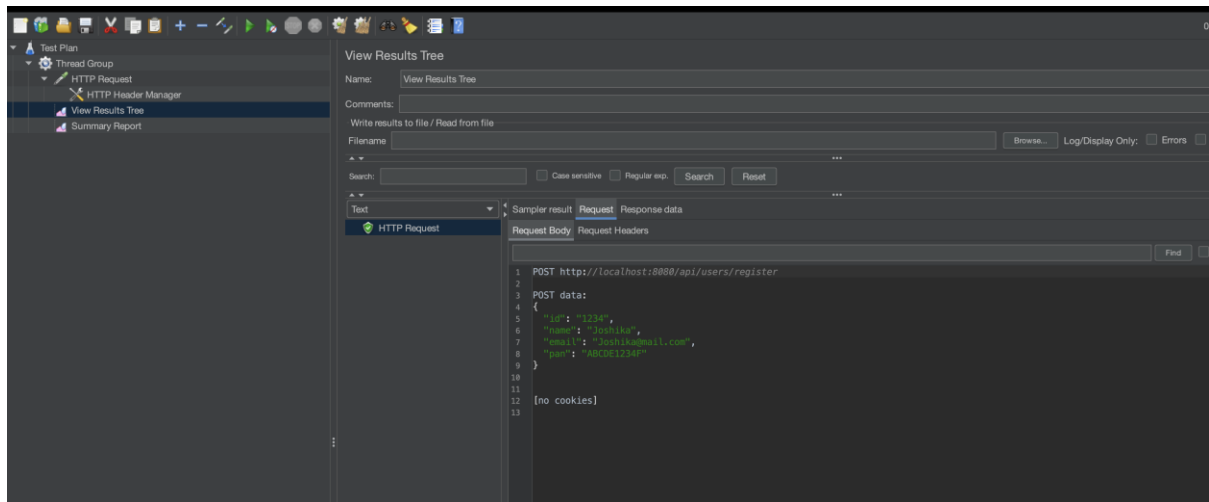 Test Plan
Thread Group
HTTP Request
HTTP Header Manager
View Results Tree
Summary Report
0
View Results Tree
Name: View Results Tree
Comments:
Write results to file / Read from file
Filename Browse... Log/Display Only: Errors
Search: Case sensitive Regular exp. Search Reset
Text
HTTP Request
Sampler result Request Response data
Request Body Request Headers
Find
1 POST http://localhost:8080/api/users/register
2
3 POST data:
4 {
5 "id": "1234",
6 "name": "Joshika",
7 "email": "Joshika@mail.com",
8 "pan": "ABCDE1234F"
9 }
10
11
12 [no cookies]
13